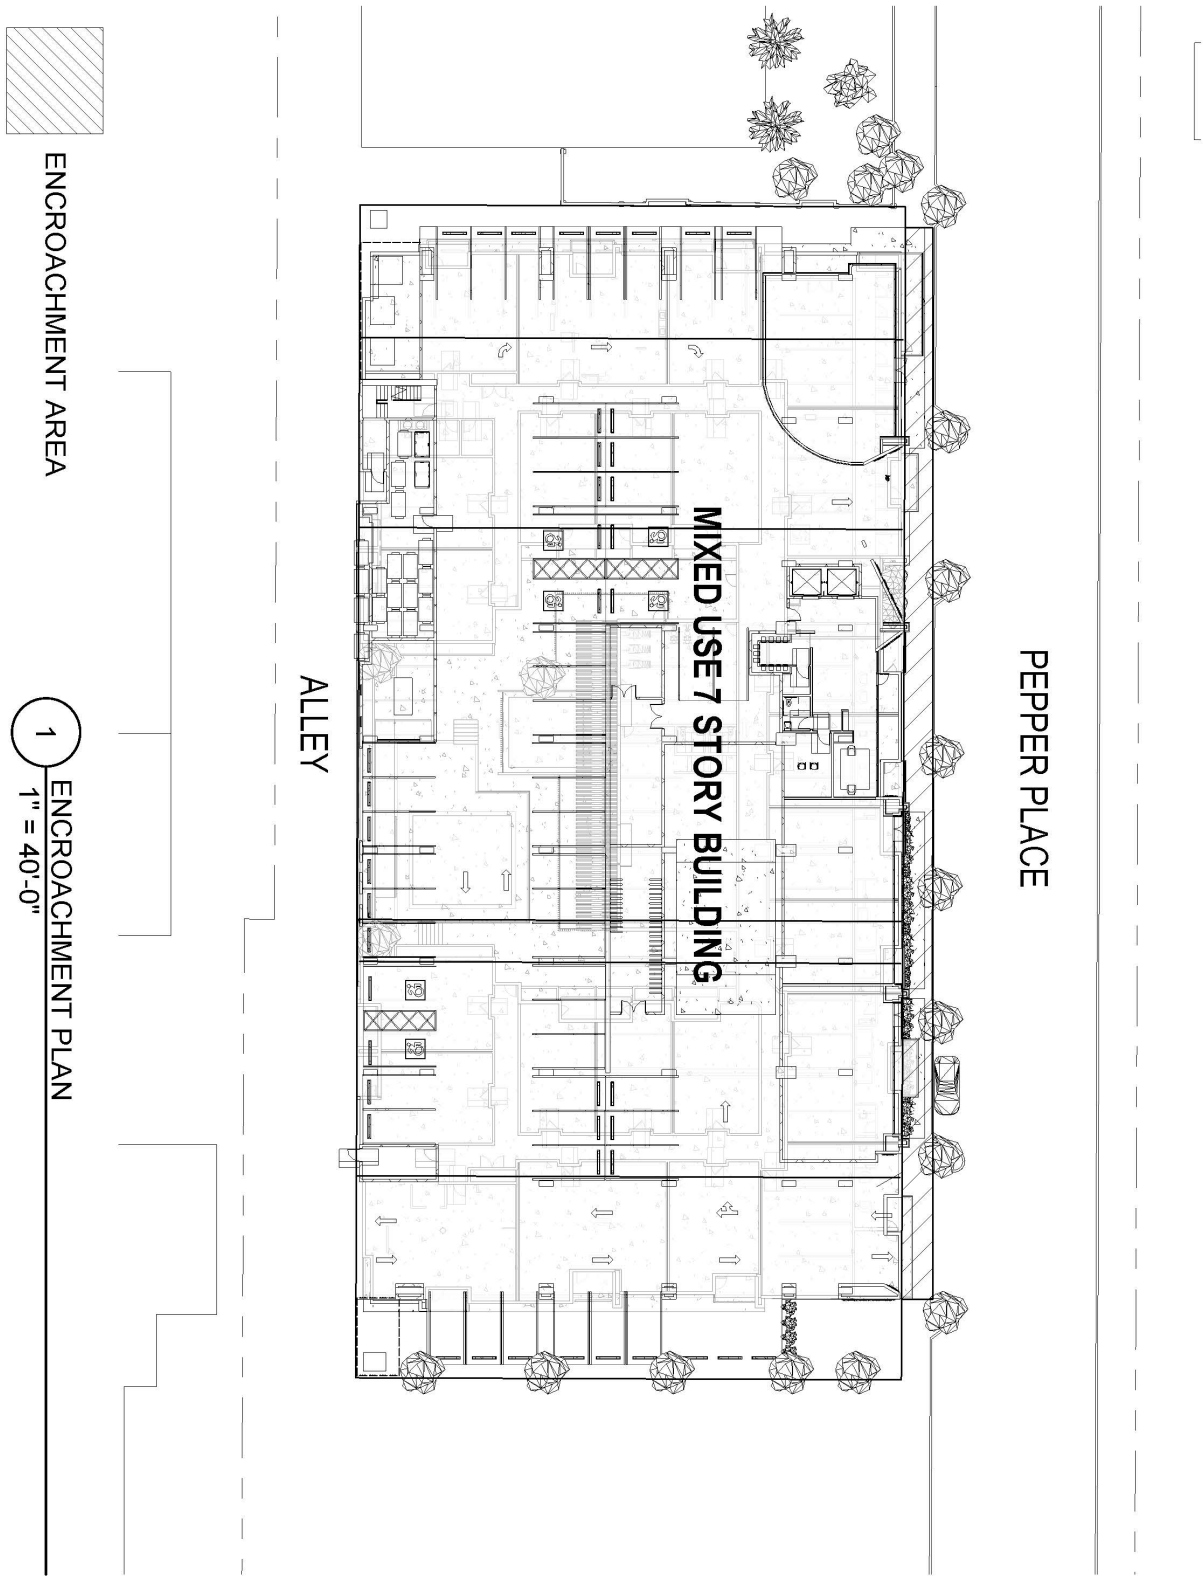 PEPPER PLACE
MIXED USE 7 STORY BUILDING
ALLEY
ENCROACHMENT AREA
1
ENCROACHMENT PLAN
1" = 40'-0"